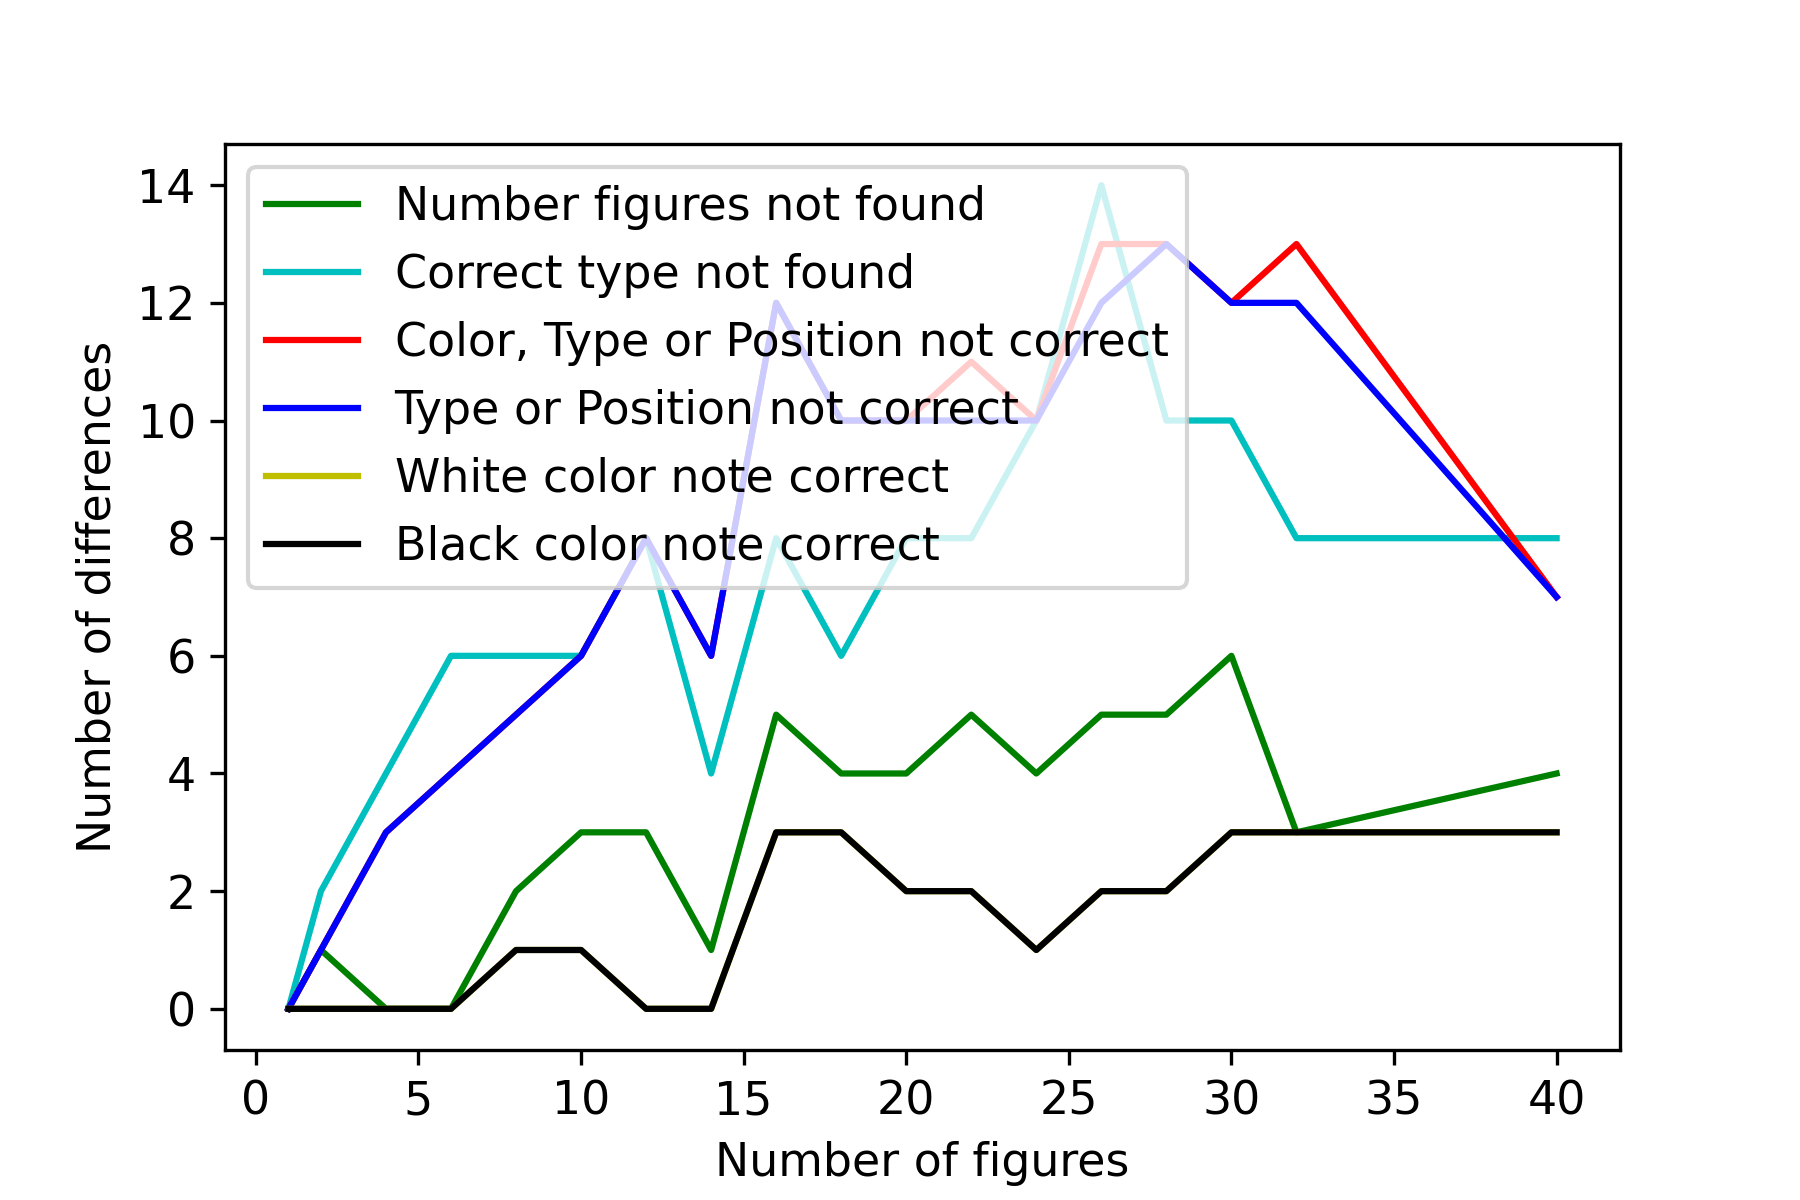 Number figures not found
Correct type not found
Color, Type or Position not correct
Type or Position not correct
White color note correct
Black color note correct
14
12
10
8
6
4
2
0
Number of differences
0 5 10 15 20 25 30 35 40
Number of figures